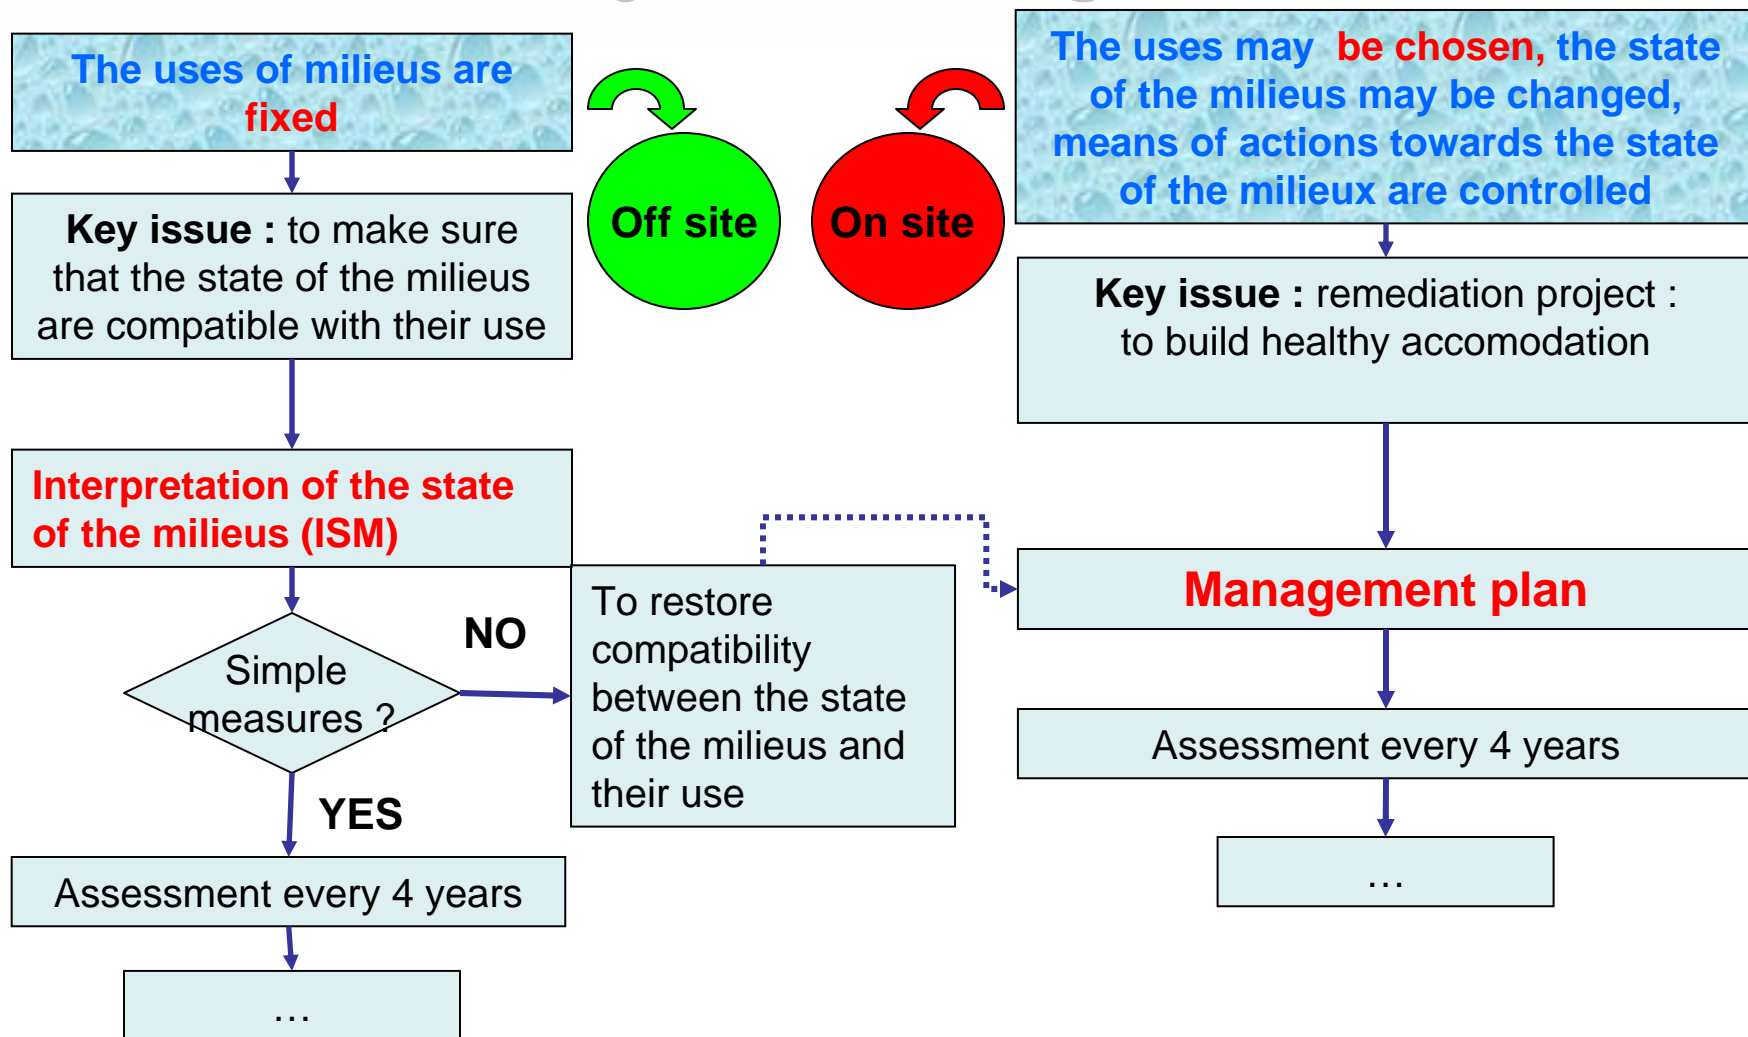 The uses of milieus are
fixed
Key issue : to make sure
that the state of the milieus
are compatible with their use
Interpretation of the state
of the milieus (ISM)
Simple
measures ?
NO
YES
To restore
compatibility
between the state
of the milieus and
their use
Assessment every 4 years
…
Off site
On site
The uses may be chosen, the state
of the milieus may be changed,
means of actions towards the state
of the milieux are controlled
Key issue : remediation project :
to build healthy accomodation
Management plan
Assessment every 4 years
…